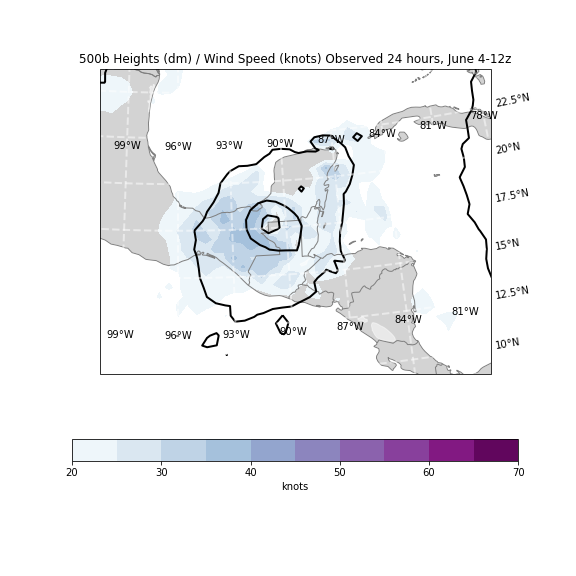 500b Heights (dm) / Wind Speed (knots) Observed 24 hours, June 4-12z
22.5°N
78°W
81°W
84°W
87°W
90°W
93°W
96°W
99°W
20°N
17.5°N
15°N
12.5°N
81°W
84°W
87°W
90°W
93°W
96°W
99°W
10°N
20 30 40 50 60 70
knots